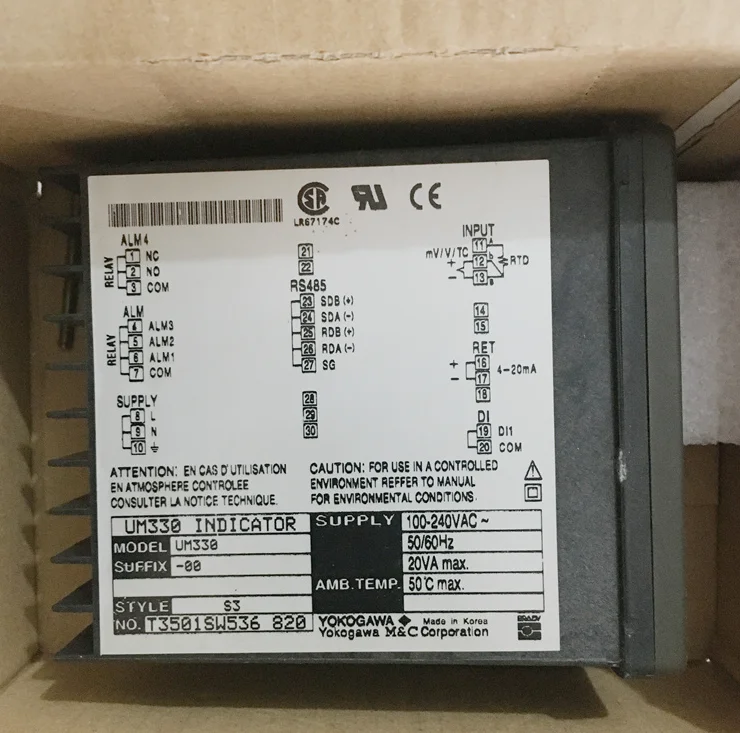 LR67174C
ALM4
RELAY
1 NC
2 NO
3 COM
ALM
RELAY
4 ALM3
5 ALM2
6 ALM1
7 COM
SUPPLY
8 L
9 N
10
21
22
RS485
23 SDB (+)
24 SDA (-)
25 RDB (+)
26 RDA (-)
27 SG
28
29
30
INPUT
mV/V/TC
11 A
+ 12 B RTD
- 13 B
14
15
RET
+ 16
- 17 4-20mA
18
DI
19 DI1
20 COM
ATTENTION: EN CAS D'UTILISATION
EN ATMOSPHERE CONTROLEE
CONSULTER LA NOTICE TECHNIQUE.
CAUTION: FOR USE IN A CONTROLLED
ENVIRONMENT REFFER TO MANUAL
FOR ENVIRONMENTAL CONDITIONS.
UM330 INDICATOR
MODEL UM330
SUFFIX -00
STYLE S3
NO. T3501SW536 820
SUPPLY 100-240VAC ~
50/60Hz
20VA max.
AMB.TEMP. 50°C max.
YOKOGAWA Made in Korea
Yokogawa M&C Corporation
BRADY